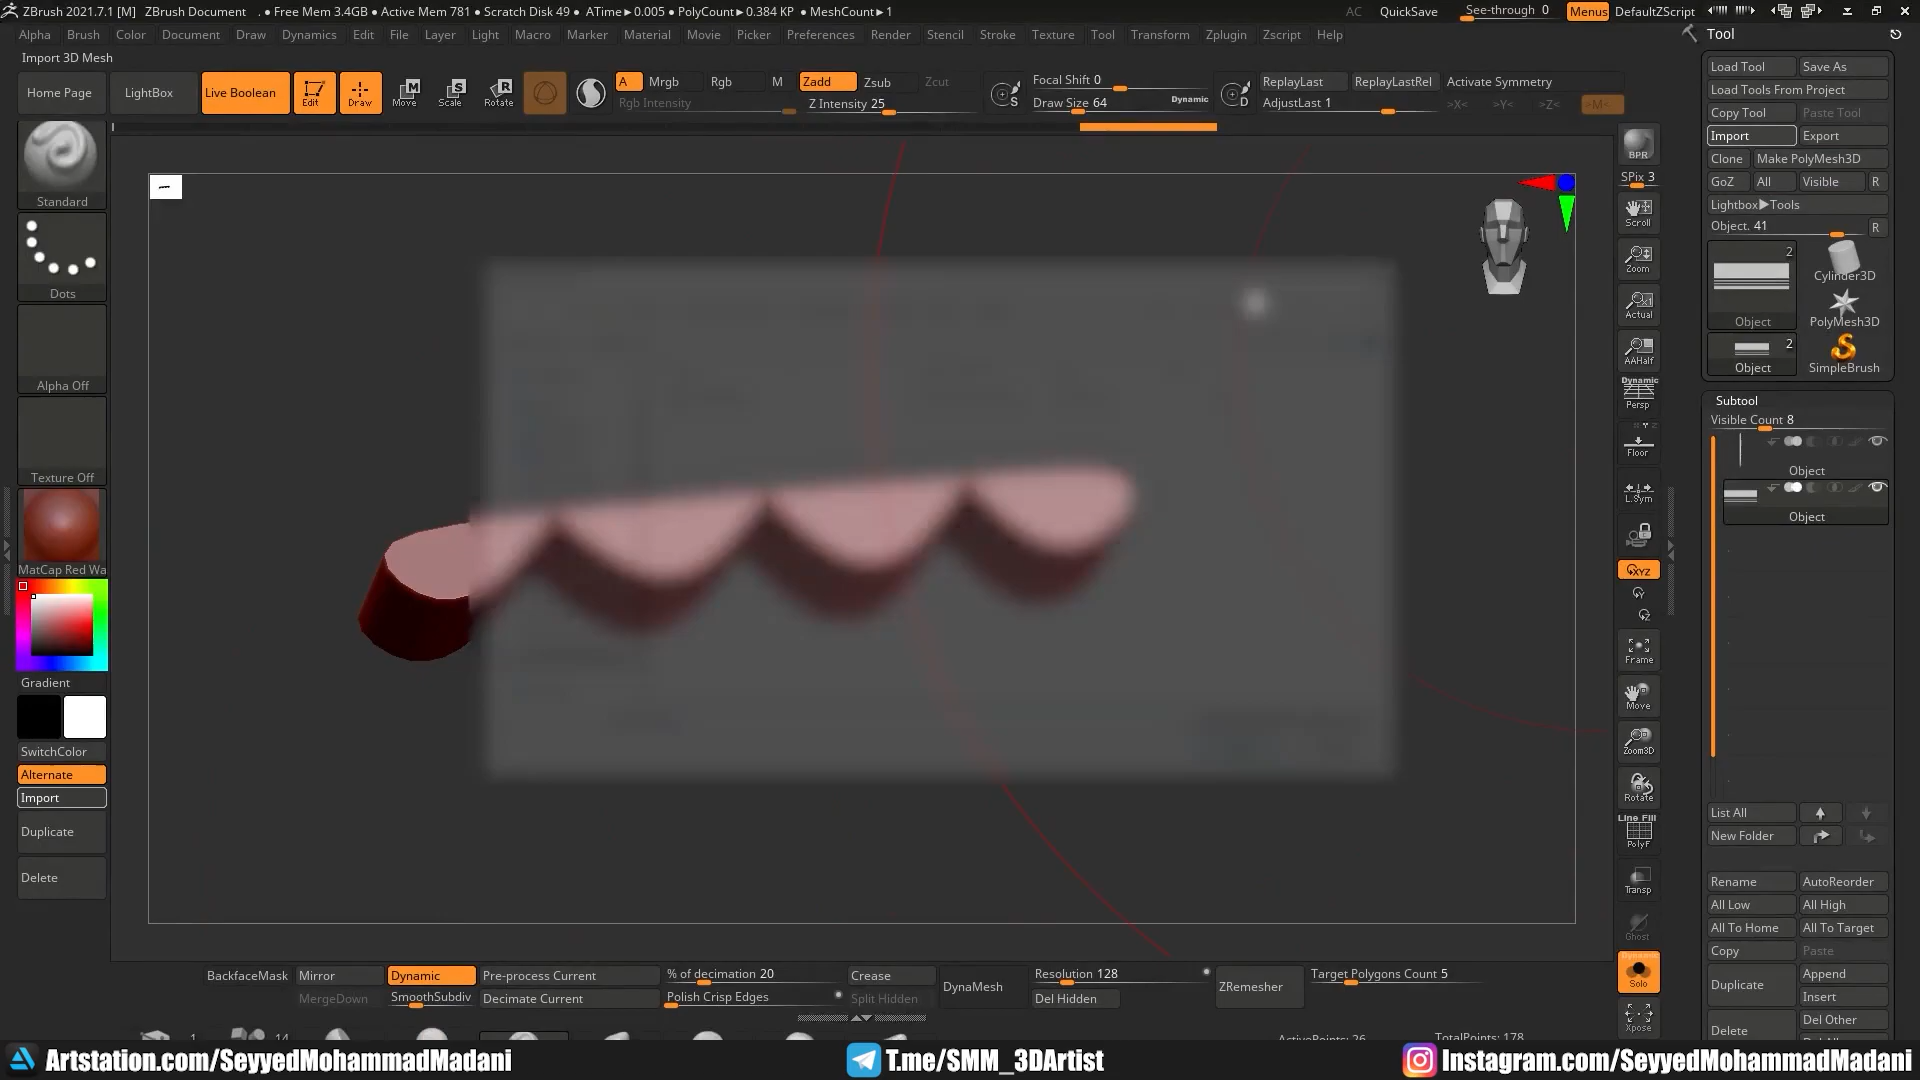 ZBrush 2021.7.1 [M] ZBrush Document . ● Free Mem 3.4GB ● Active Mem 781 ● Scratch Disk 49 ● ATime►0.005 ● PolyCount►0.384 KP ● MeshCount►1 AC QuickSave See-through 0 Menus DefaultZScript
Alpha Brush Color Document Draw Dynamics Edit File Layer Light Macro Marker Material Movie Picker Preferences Render Stencil Stroke Texture Tool Transform Zplugin Zscript Help
Import 3D Mesh
Home Page LightBox Live Boolean Edit Draw Move Scale Rotate
A Mrgb Rgb M Zadd Zsub Zcut
Rgb Intensity Z Intensity 25
Focal Shift 0
Draw Size 64 Dynamic
ReplayLast ReplayLastRel Activate Symmetry
AdjustLast 1 >X< >Y< >Z< >M<
Standard
Dots
Alpha Off
Texture Off
MatCap Red Wa
Gradient
SwitchColor
Alternate
Import
Duplicate
Delete
BPR
SPix 3
Scroll
Zoom
Actual
AAHalf
Dynamic
Persp
Floor
L.Sym
XYZ
Y
Z
Frame
Move
Zoom3D
Rotate
Line Fill
PolyF
Transp
Ghost
Dynamic
Solo
Xpose
Tool
Load Tool Save As
Load Tools From Project
Copy Tool Paste Tool
Import Export
Clone Make PolyMesh3D
GoZ All Visible R
Lightbox►Tools
Object. 41 R
2
Object
Cylinder3D
PolyMesh3D
2
Object
SimpleBrush
Subtool
Visible Count 8
Object
Object
List All
New Folder
Rename AutoReorder
All Low All High
All To Home All To Target
Copy Paste
Duplicate Append
Insert
Delete Del Other
BackfaceMask Mirror Dynamic Pre-process Current % of decimation 20 Crease DynaMesh Resolution 128 ZRemesher Target Polygons Count 5
MergeDown SmoothSubdiv Decimate Current Polish Crisp Edges Split Hidden Del Hidden
1 14 ActivePoints: 26 TotalPoints: 178
Artstation.com/SeyyedMohammadMadani T.me/SMM_3DArtist Instagram.com/SeyyedMohammadMadani